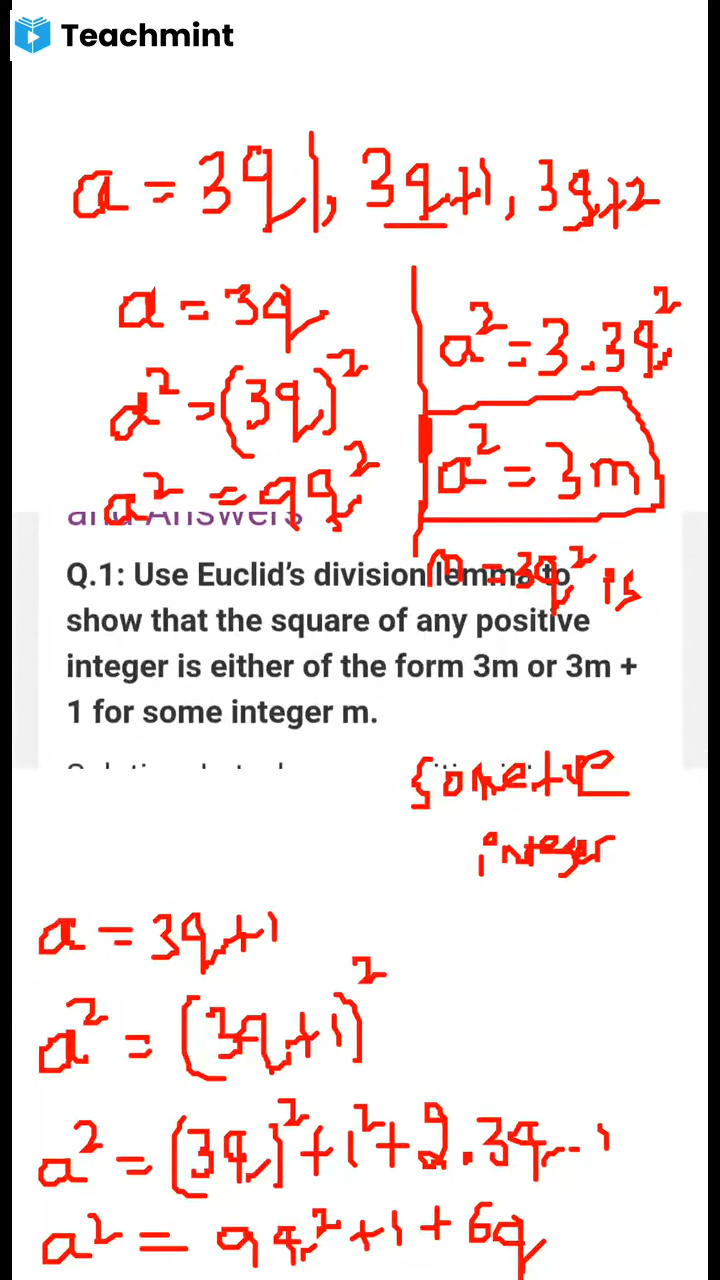 Teachmint
a = 3q, 3q+1, 3q+2
a = 3q
a² = (3q)²
a² = 9q²
a² = 3.3q²
a² = 3m
m = 3q² is
and Answers
Q.1: Use Euclid's division lemma to
show that the square of any positive
integer is either of the form 3m or 3m +
1 for some integer m.
some +ve
integer
a = 3q+1
a² = (3q+1)²
a² = (3q)²+1²+2.3q.1
a² = 9q²+1+6q